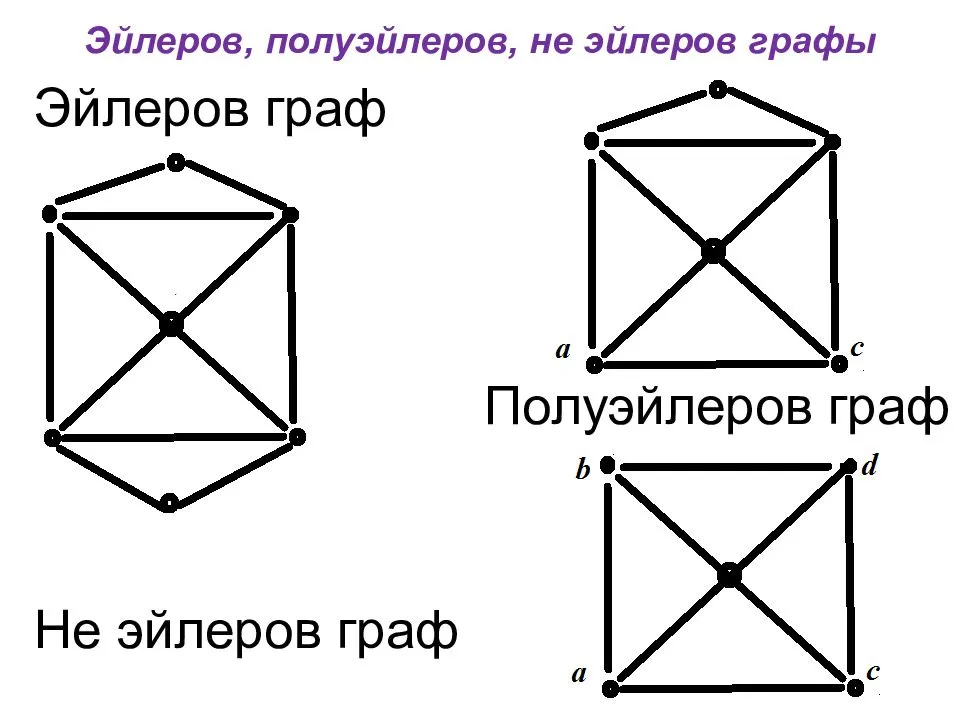 Эйлеров, полуэйлеров, не эйлеров графы
Эйлеров граф
a
c
Полуэйлеров граф
b
d
Не эйлеров граф
a
c